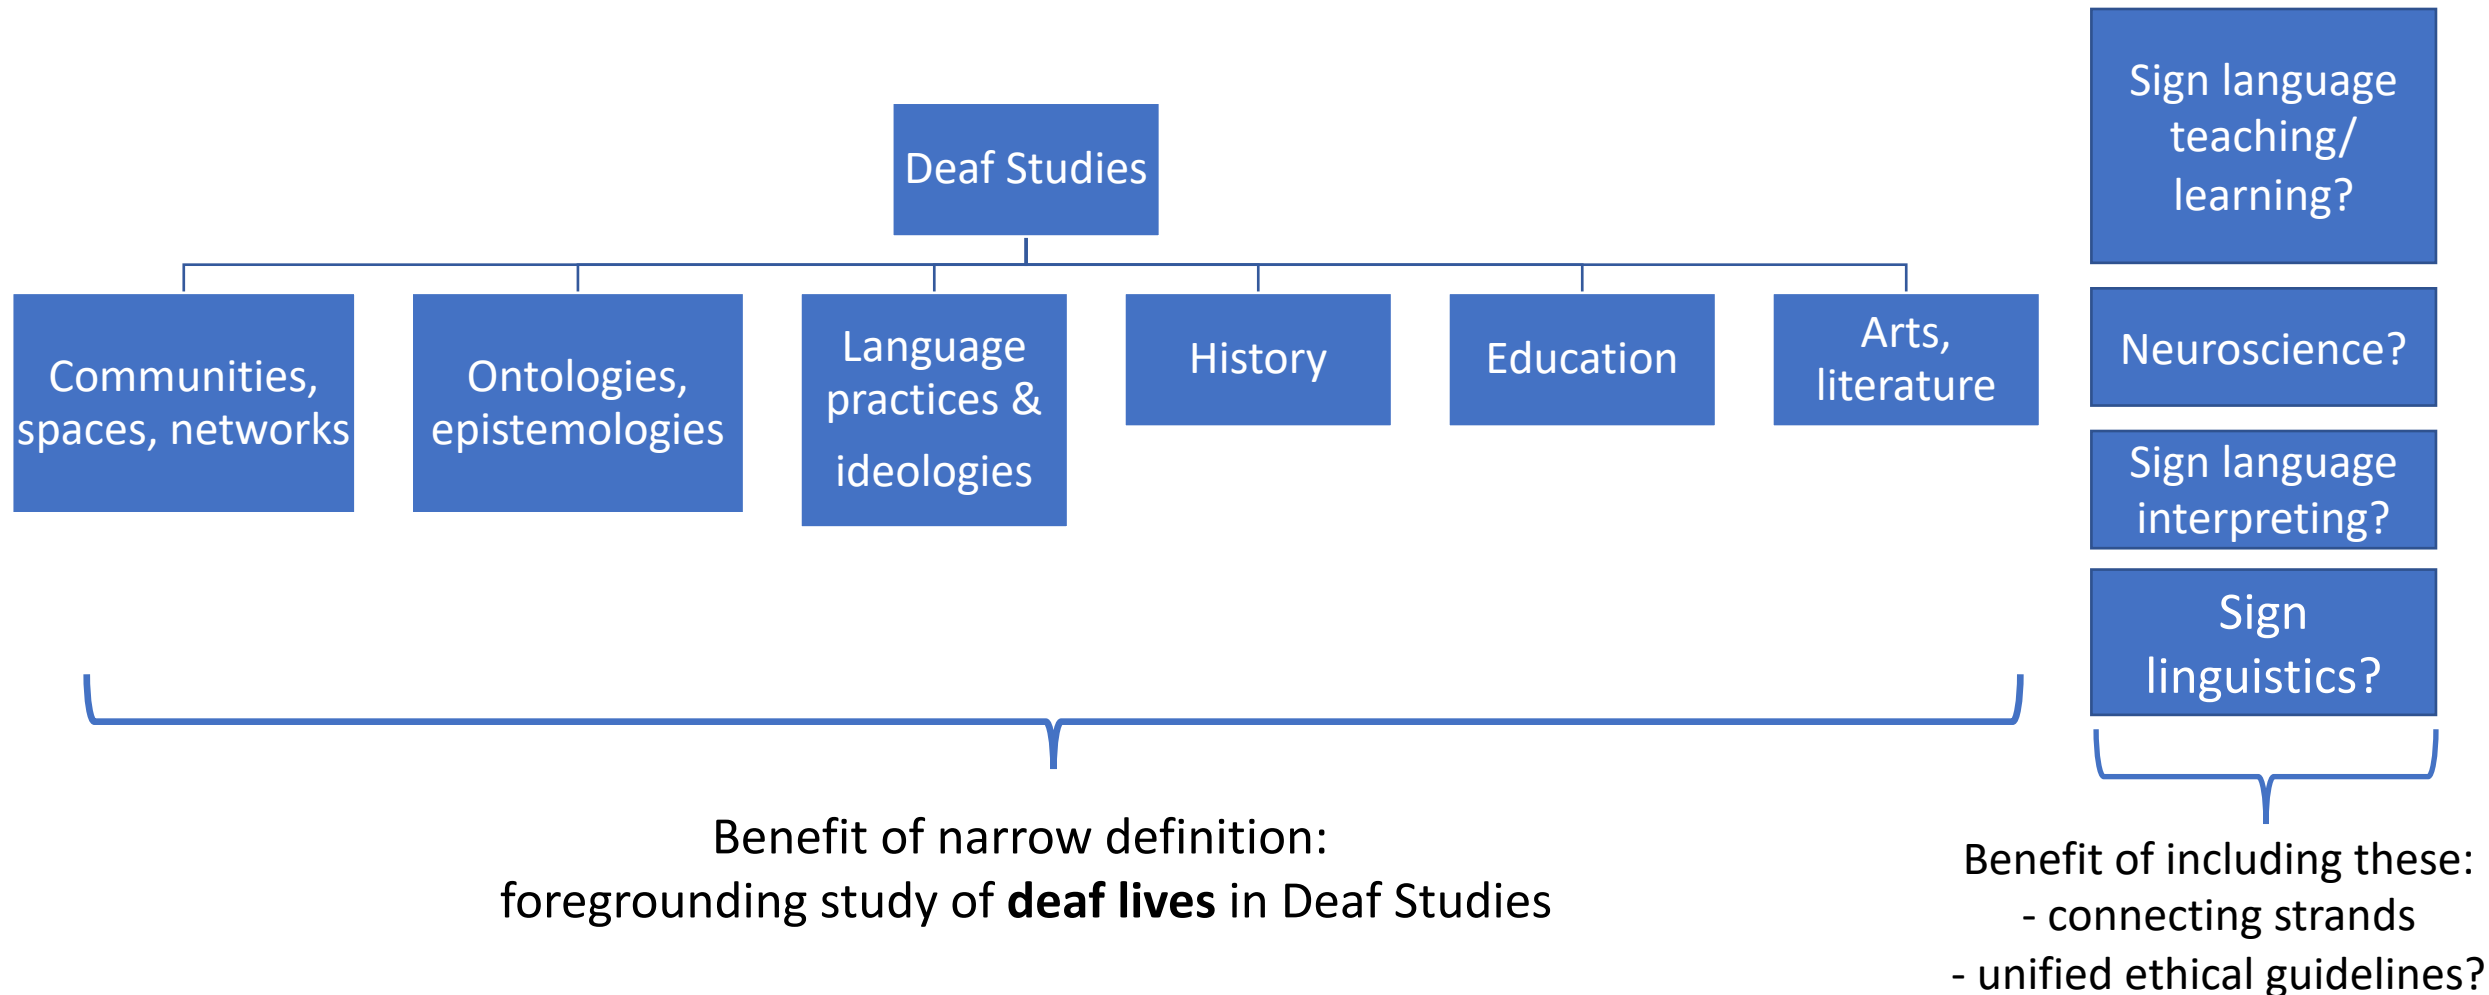 Deaf Studies
Communities,
spaces, networks
Ontologies,
epistemologies
Language
practices &
ideologies
History
Education
Arts,
literature
Sign language
teaching/
learning?
Neuroscience?
Sign language
interpreting?
Sign
linguistics?
Benefit of narrow definition:
foregrounding study of deaf lives in Deaf Studies
Benefit of including these:
- connecting strands
- unified ethical guidelines?